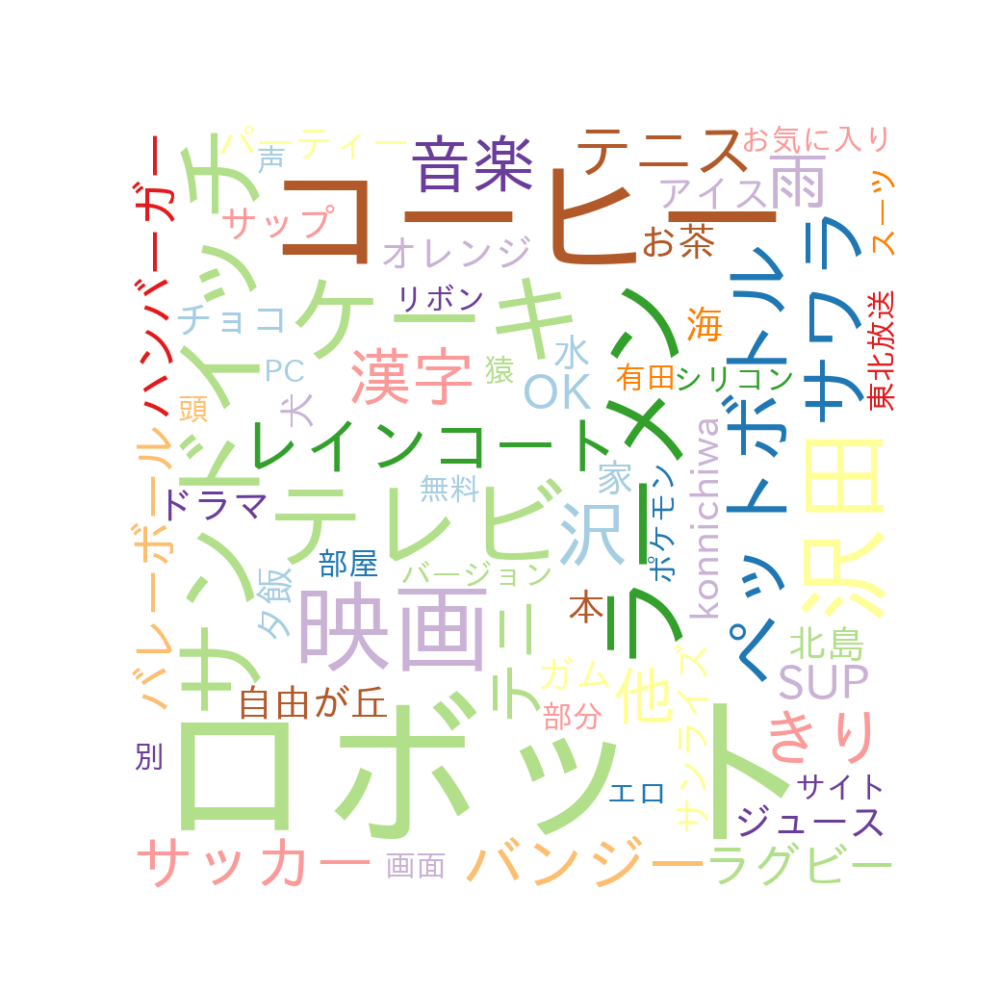 パーティー
声
音楽
テニス
お気に入り
ハンバーガー
サンドイッチ
コーヒー
アイス
雨
スーツ
サップ
オレンジ
お茶
チョコ
リボン
ケーキ
ラーメン
海
ペットボトル
サワラ
東北放送
PC
漢字
猿
水
OK
有田
シリコン
頭
犬
レインコート
バレーボール
ドラマ
テレビ
無料
沢
家
ポケモン
konnichiwa
沢田
部屋
バージョン
夕飯
映画
テニ
本
北島
自由が丘
ガム
他
SUP
部分
サンライズ
きり
別
ロボット
エロ
サイト
ジュース
サッカー
画面
バンジー
ラグビー